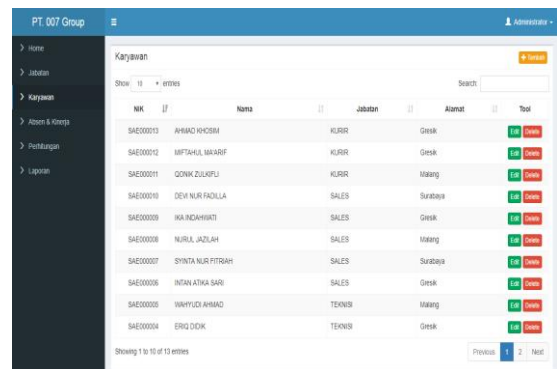 PT. 007 Group
Administrator
Home
Jabatan
Karyawan
Absen & Kinerja
Perhitungan
Laporan
Karyawan
+ Tambah
Show 10 entries Search:
NIK Nama Jabatan Alamat Tool
SAE000013 AHMAD KHOSIM KURIR Gresik Edit Delete
SAE000012 MIFTAHUL MA'ARIF KURIR Gresik Edit Delete
SAE000011 QONIK ZULKIFLI KURIR Malang Edit Delete
SAE000010 DEVI NUR FADILLA SALES Surabaya Edit Delete
SAE000009 IKA INDAHWATI SALES Gresik Edit Delete
SAE000008 NURUL JAZILAH SALES Malang Edit Delete
SAE000007 SYINTA NUR FITRIAH SALES Surabaya Edit Delete
SAE000006 INTAN ATIKA SARI SALES Gresik Edit Delete
SAE000005 WAHYUDI AHMAD TEKNISI Malang Edit Delete
SAE000004 ERIQ DIDIK TEKNISI Gresik Edit Delete
Showing 1 to 10 of 13 entries
Previous 1 2 Next